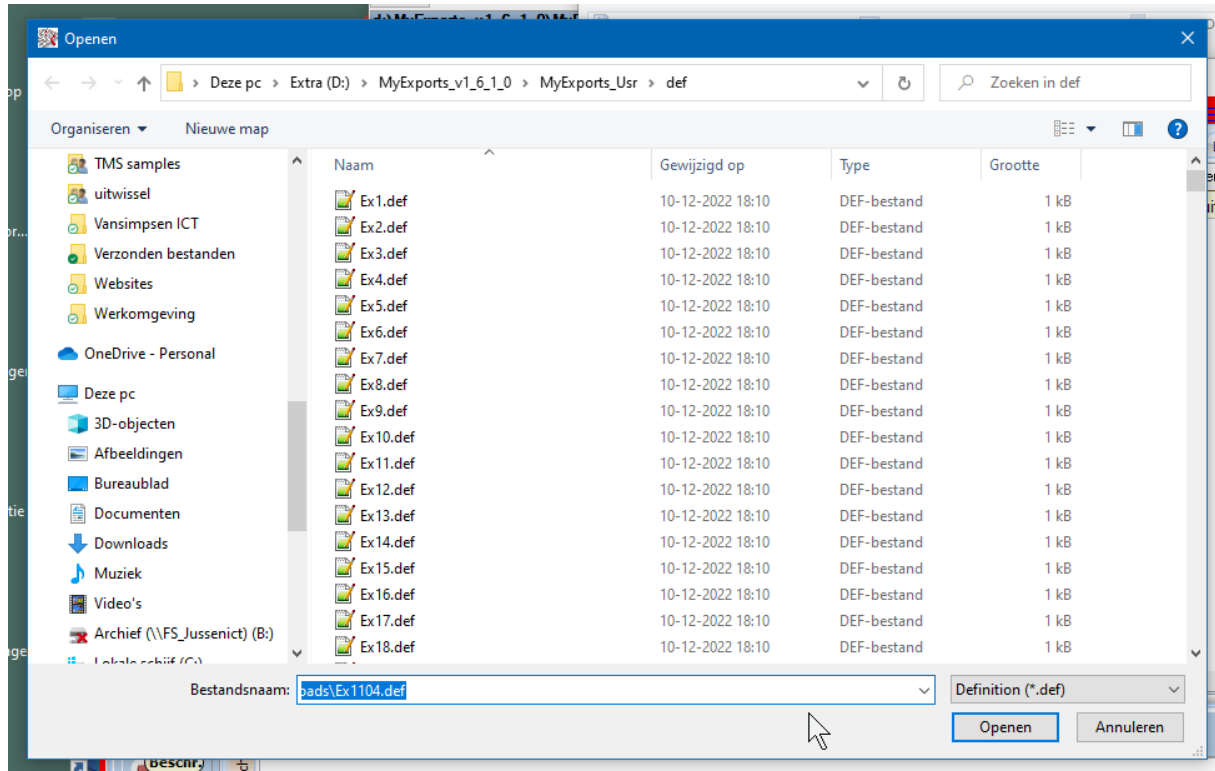 Openen
Deze pc > Extra (D:) > MyExports_v1_6_1_0 > MyExports_Usr > def
Zoeken in def
Organiseren
Nieuwe map
TMS samples
uitwissel
Vansimpsen ICT
Verzonden bestanden
Websites
Werkomgeving
OneDrive - Personal
Deze pc
3D-objecten
Afbeeldingen
Bureaublad
Documenten
Downloads
Muziek
Video's
Archief (\\FS_Jussenict) (B:)
Lokale schijf (C:)
Naam Gewijzigd op Type Grootte
Ex1.def 10-12-2022 18:10 DEF-bestand 1 kB
Ex2.def 10-12-2022 18:10 DEF-bestand 1 kB
Ex3.def 10-12-2022 18:10 DEF-bestand 1 kB
Ex4.def 10-12-2022 18:10 DEF-bestand 1 kB
Ex5.def 10-12-2022 18:10 DEF-bestand 1 kB
Ex6.def 10-12-2022 18:10 DEF-bestand 1 kB
Ex7.def 10-12-2022 18:10 DEF-bestand 1 kB
Ex8.def 10-12-2022 18:10 DEF-bestand 1 kB
Ex9.def 10-12-2022 18:10 DEF-bestand 1 kB
Ex10.def 10-12-2022 18:10 DEF-bestand 1 kB
Ex11.def 10-12-2022 18:10 DEF-bestand 1 kB
Ex12.def 10-12-2022 18:10 DEF-bestand 1 kB
Ex13.def 10-12-2022 18:10 DEF-bestand 1 kB
Ex14.def 10-12-2022 18:10 DEF-bestand 1 kB
Ex15.def 10-12-2022 18:10 DEF-bestand 1 kB
Ex16.def 10-12-2022 18:10 DEF-bestand 1 kB
Ex17.def 10-12-2022 18:10 DEF-bestand 1 kB
Ex18.def 10-12-2022 18:10 DEF-bestand 1 kB
Bestandsnaam: oads\Ex1104.def
Definition (*.def)
Openen
Annuleren